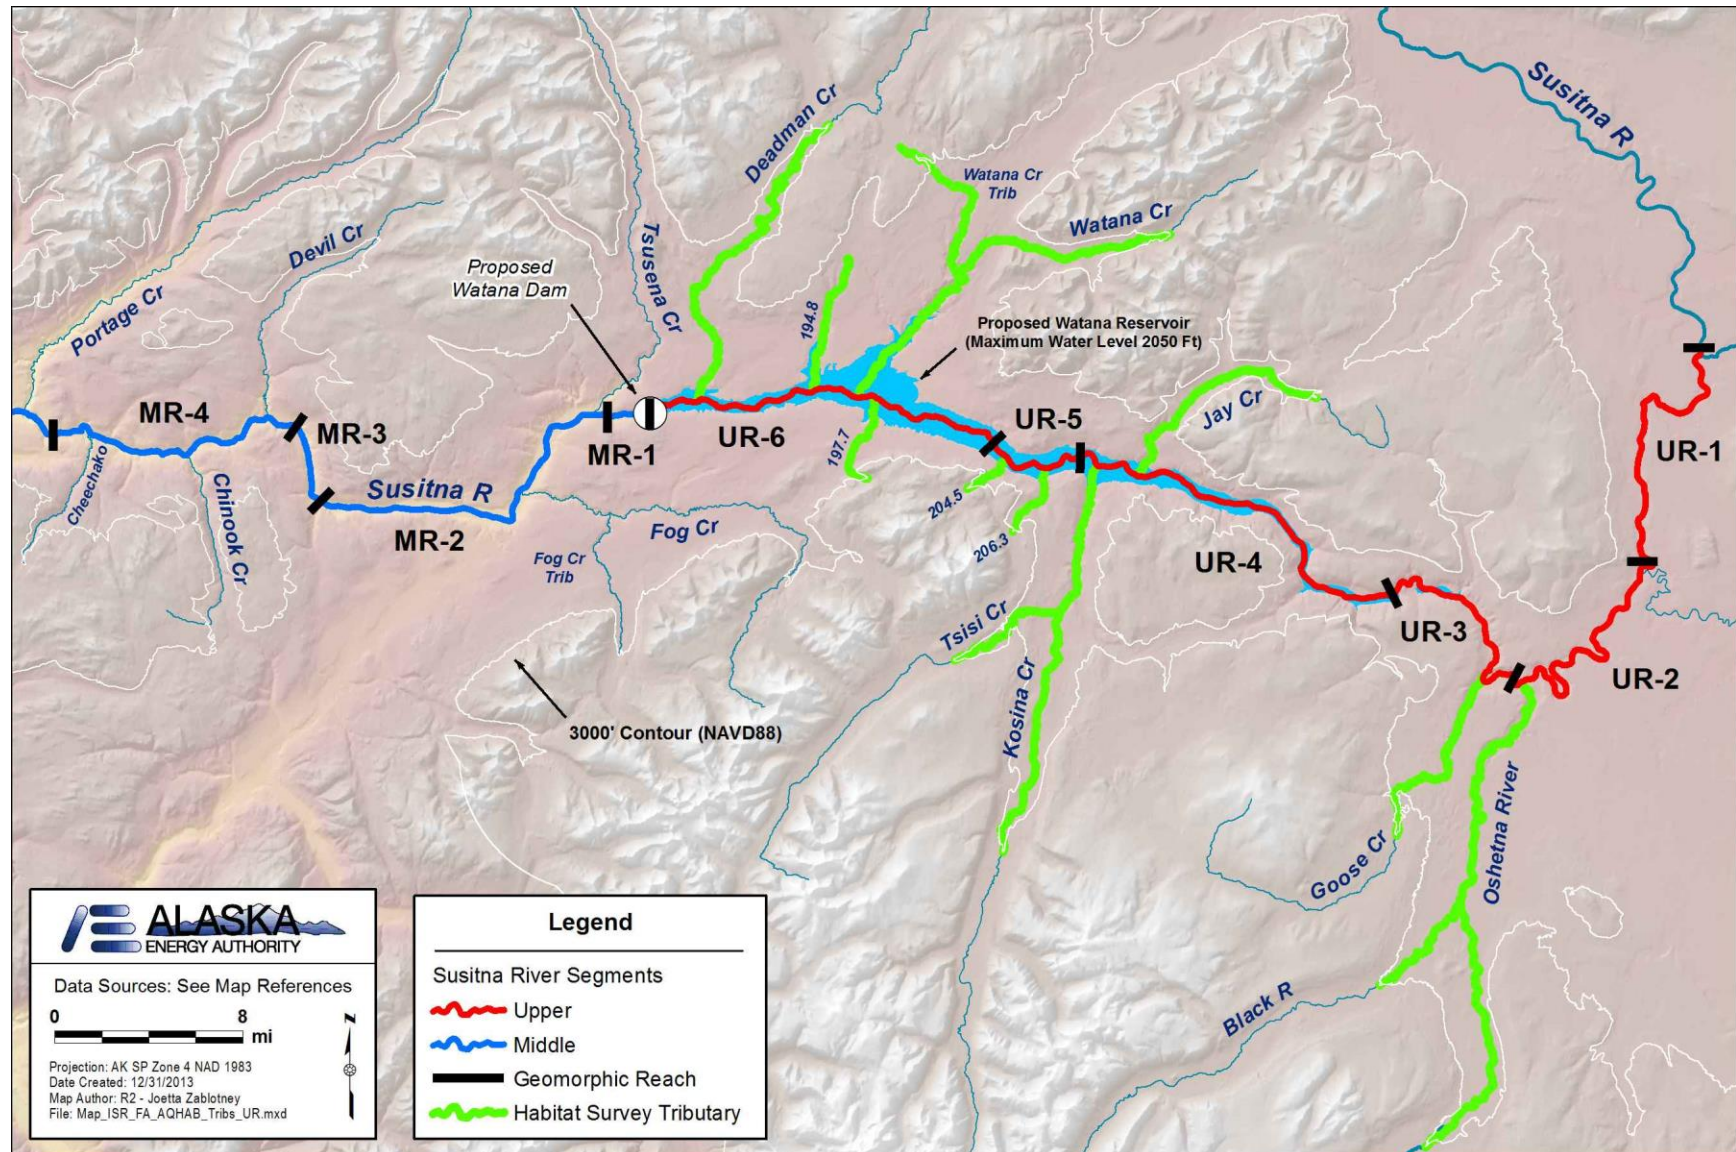 Susitna R
Deadman Cr
Watana Cr
Trib
Watana Cr
Devil Cr
Tsusena Cr
Proposed
Watana Dam
Portage Cr
194.8
Proposed Watana Reservoir
(Maximum Water Level 2050 Ft)
MR-4
MR-3
MR-1
UR-6
UR-5
Jay Cr
UR-1
197.7
Cheechako
Chinook Cr
Susitna R
MR-2
Fog Cr
Fog Cr
Trib
204.5
206.3
UR-4
UR-3
UR-2
Tsisi Cr
Kosina Cr
3000' Contour (NAVD88)
Goose Cr
Oshetna River
Black R
ALASKA
ENERGY AUTHORITY
Data Sources: See Map References
0 8
mi
N
Projection: AK SP Zone 4 NAD 1983
Date Created: 12/31/2013
Map Author: R2 - Joetta Zablotney
File: Map_ISR_FA_AQHAB_Tribs_UR.mxd
Legend
Susitna River Segments
Upper
Middle
Geomorphic Reach
Habitat Survey Tributary